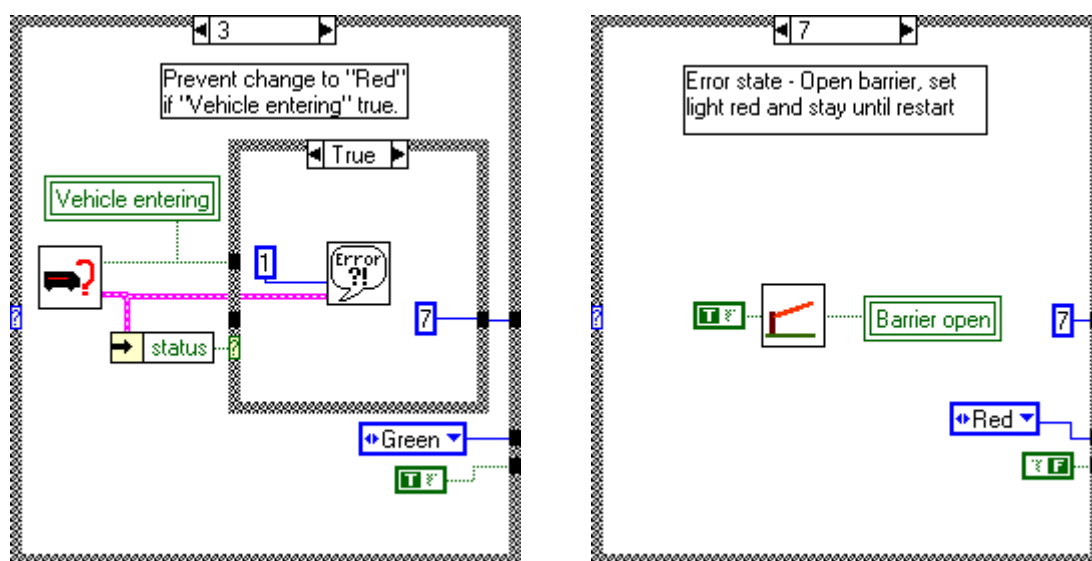 3
Prevent change to "Red"
if "Vehicle entering" true.
True
Vehicle entering
?
1
Error
?!
?
7
status
?
Green
T
7
Error state - Open barrier, set
light red and stay until restart
?
T
Barrier open
7
Red
F